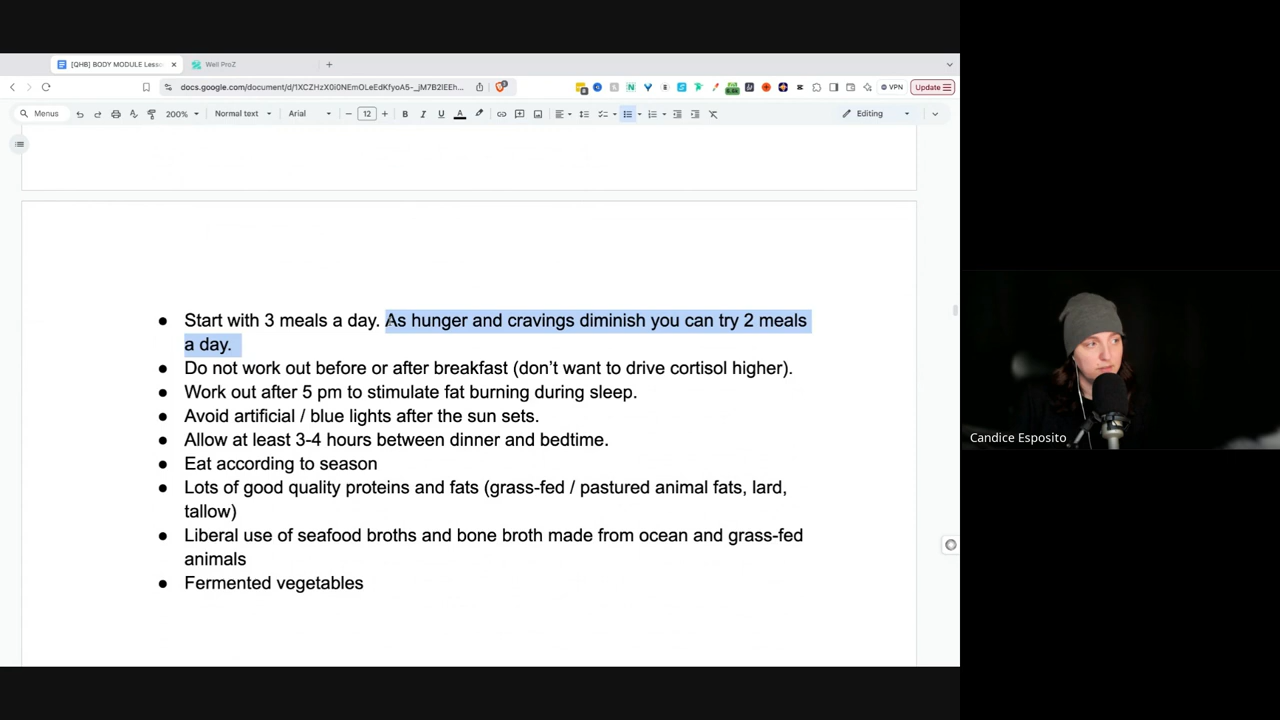 [QHB] BODY MODULE Lesso
Well ProZ
docs.google.com/document/d/1XCZHzX0i0NEmOLeEdKfyoA5-_jM7B2lEEh...
VPN
Update
Menus
200%
Normal text
Arial
12
B
I
U
A
Editing
● Start with 3 meals a day. As hunger and cravings diminish you can try 2 meals
a day.
● Do not work out before or after breakfast (don’t want to drive cortisol higher).
● Work out after 5 pm to stimulate fat burning during sleep.
● Avoid artificial / blue lights after the sun sets.
● Allow at least 3-4 hours between dinner and bedtime.
● Eat according to season
● Lots of good quality proteins and fats (grass-fed / pastured animal fats, lard,
tallow)
● Liberal use of seafood broths and bone broth made from ocean and grass-fed
animals
● Fermented vegetables
Candice Esposito